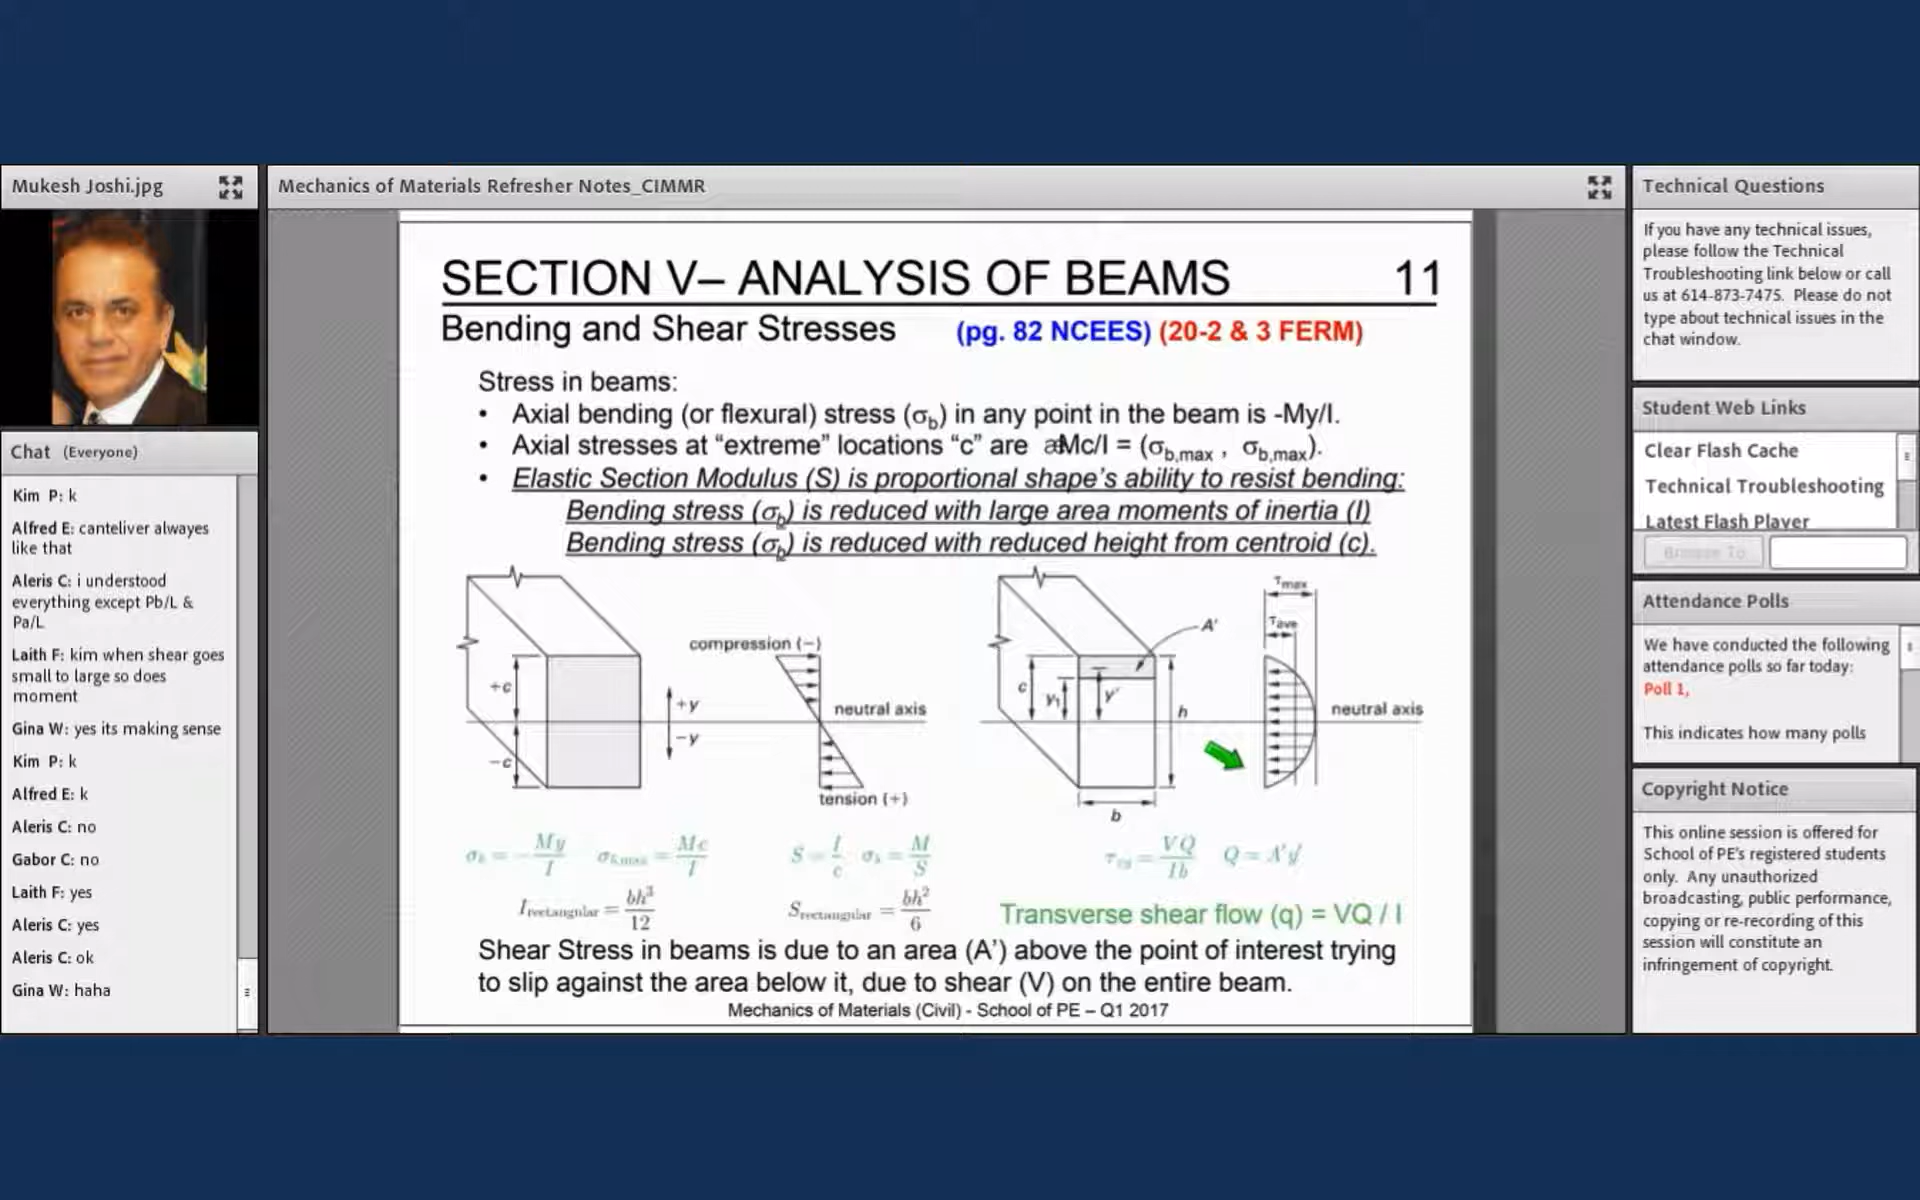 Mukesh Joshi.jpg
Chat (Everyone)
Kim P: k
Alfred E: canteliver alwayes
like that
Aleris C: i understood
everything except Pb/L &
Pa/L
Laith F: kim when shear goes
small to large so does
moment
Gina W: yes its making sense
Kim P: k
Alfred E: k
Aleris C: no
Gabor C: no
Laith F: yes
Aleris C: yes
Aleris C: ok
Gina W: haha
Mechanics of Materials Refresher Notes_CIMMR
SECTION V– ANALYSIS OF BEAMS 11
Bending and Shear Stresses (pg. 82 NCEES) (20-2 & 3 FERM)
Stress in beams:
• Axial bending (or flexural) stress (σb) in any point in the beam is -My/I.
• Axial stresses at “extreme” locations “c” are æMc/I = (σb,max , σb,max).
• Elastic Section Modulus (S) is proportional shape’s ability to resist bending:
Bending stress (σb) is reduced with large area moments of inertia (I)
Bending stress (σb) is reduced with reduced height from centroid (c).
+c
−c
+y
−y
compression (−)
neutral axis
tension (+)
c
y1
y'
A'
h
b
τmax
τave
neutral axis
σb = − My/I σb,max = Mc/I S = I/c σb = M/S τxy = VQ/Ib Q = A'y'
Irectangular = bh³/12 Srectangular = bh²/6 Transverse shear flow (q) = VQ / I
Shear Stress in beams is due to an area (A’) above the point of interest trying
to slip against the area below it, due to shear (V) on the entire beam.
Mechanics of Materials (Civil) - School of PE – Q1 2017
Technical Questions
If you have any technical issues,
please follow the Technical
Troubleshooting link below or call
us at 614-873-7475. Please do not
type about technical issues in the
chat window.
Student Web Links
Clear Flash Cache
Technical Troubleshooting
Latest Flash Player
Browse To
Attendance Polls
We have conducted the following
attendance polls so far today:
Poll 1,
This indicates how many polls
Copyright Notice
This online session is offered for
School of PE's registered students
only. Any unauthorized
broadcasting, public performance,
copying or re-recording of this
session will constitute an
infringement of copyright.